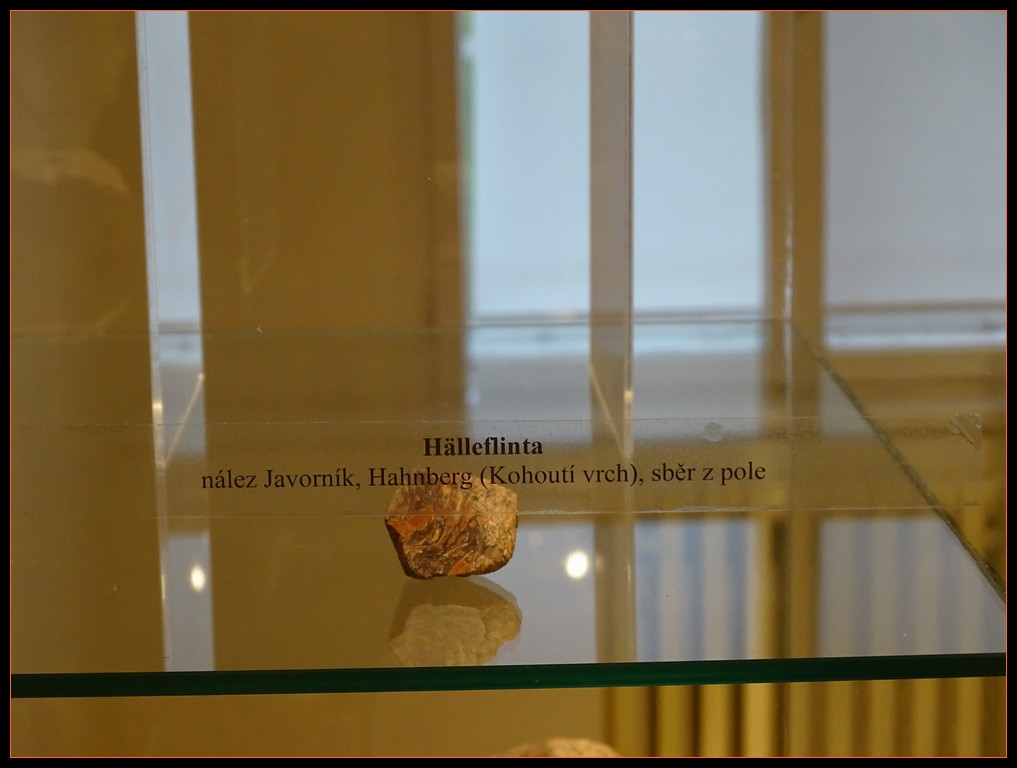 Hälleflinta
nález Javorník, Hahnberg (Kohoutí vrch), sběr z pole